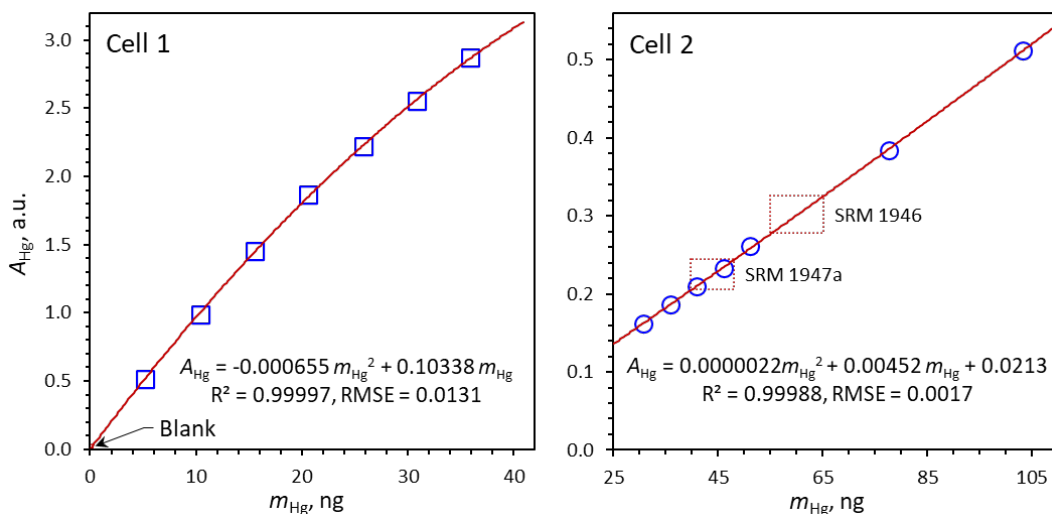 Cell 1
A_Hg, a.u.
3.0
2.5
2.0
1.5
1.0
0.5
0.0
A_Hg = -0.000655 m_Hg² + 0.10338 m_Hg
R² = 0.99997, RMSE = 0.0131
Blank
0 10 20 30 40
m_Hg, ng
Cell 2
0.5
0.4
0.3
0.2
0.1
0.0
SRM 1946
SRM 1947a
A_Hg = 0.0000022m_Hg² + 0.00452 m_Hg + 0.0213
R² = 0.99988, RMSE = 0.0017
25 45 65 85 105
m_Hg, ng